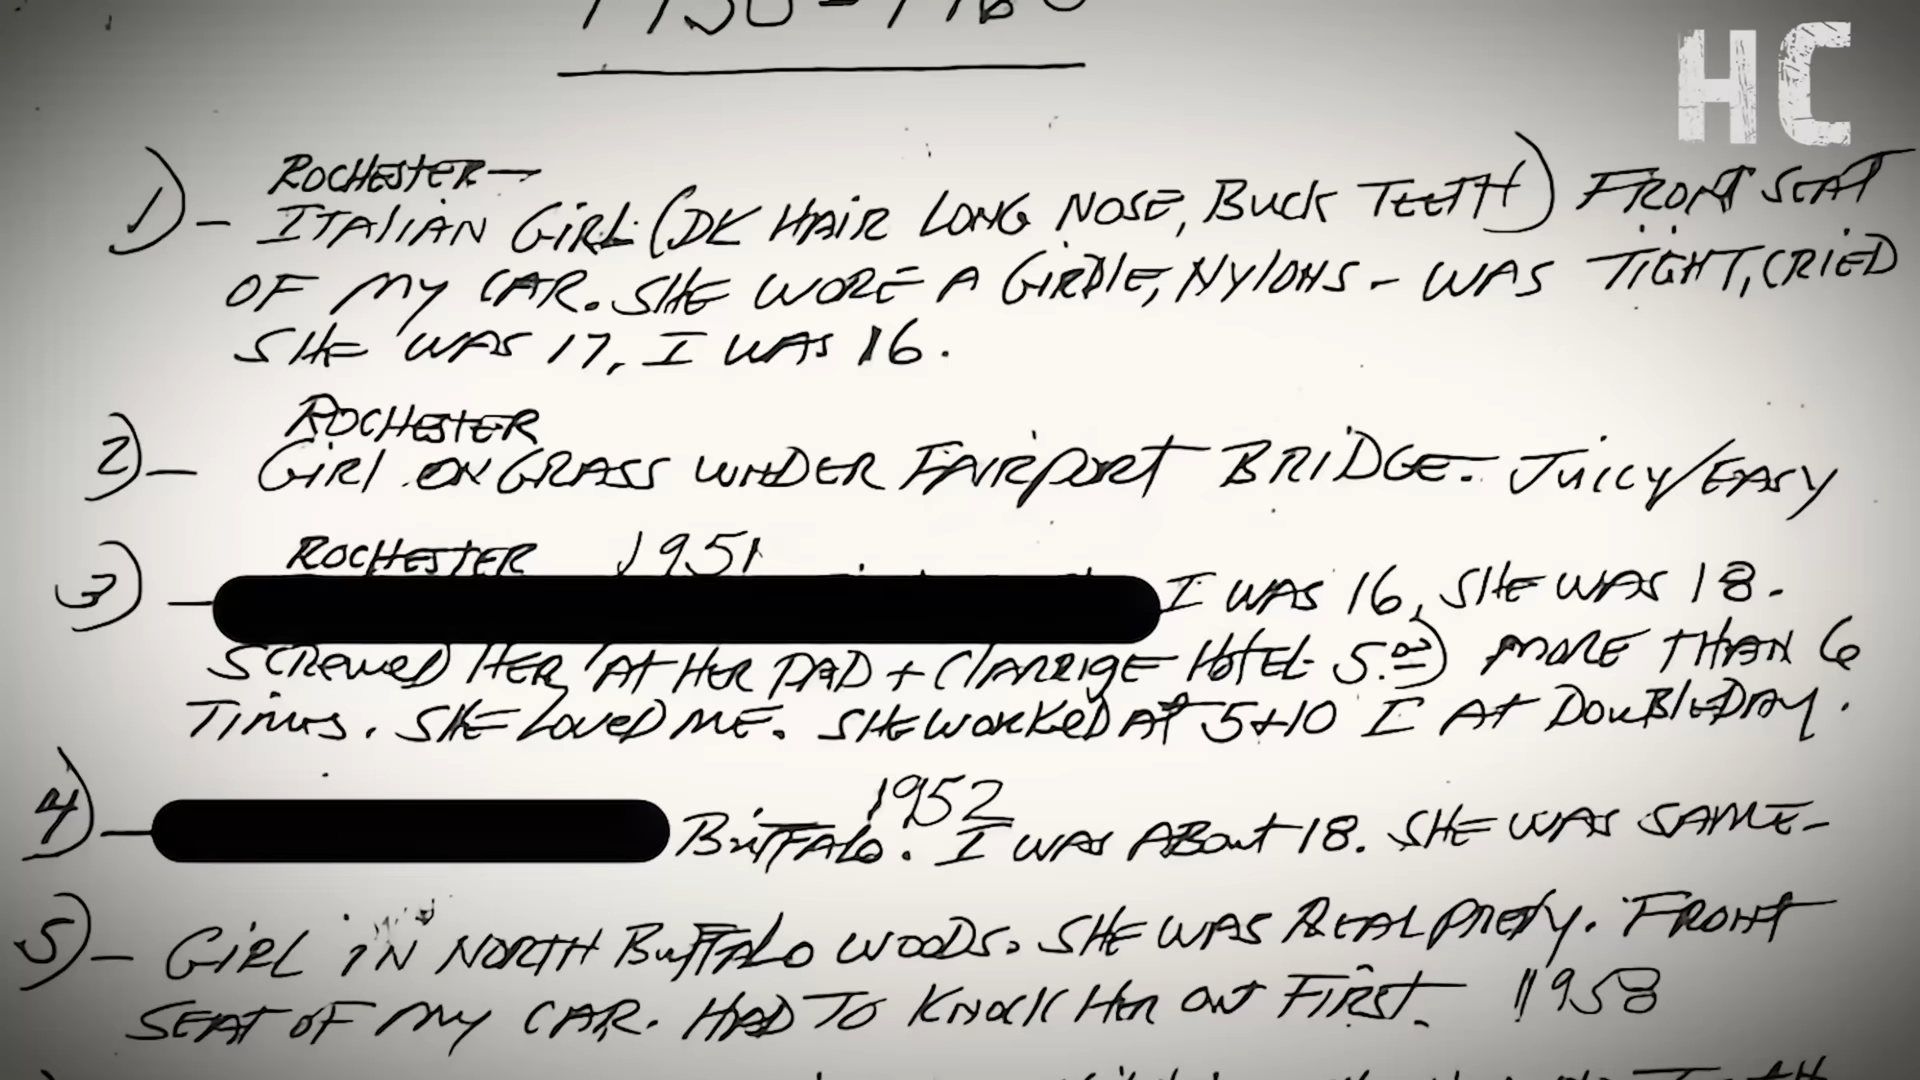 1950-1960
HC
ROCHESTER—
1)- ITALIAN GIRL (DK HAIR LONG NOSE, BUCK TEETH) FRONT SEAT
OF MY CAR. SHE WORE A GIRDLE, NYLONS - WAS TIGHT, CRIED
SHE WAS 17, I WAS 16.
ROCHESTER
2)— GIRL ON GRASS UNDER FAIRPORT BRIDGE. JUICY/EASY
ROCHESTER 1951
3)— I WAS 16, SHE WAS 18.
SCREWED HER AT HER PAD + CLARRIGE HOTEL 5.00) MORE THAN 6
TIMES. SHE LOVED ME. SHE WORKED AT 5+10 I AT DOUBLEDAY.
1952
4)— BUFFALO. I WAS ABOUT 18. SHE WAS SAME-
5)- GIRL IN NORTH BUFFALO WOODS. SHE WAS REAL PRETY. FRONT
SEAT OF MY CAR. HAD TO KNOCK HER OUT FIRST. 1958